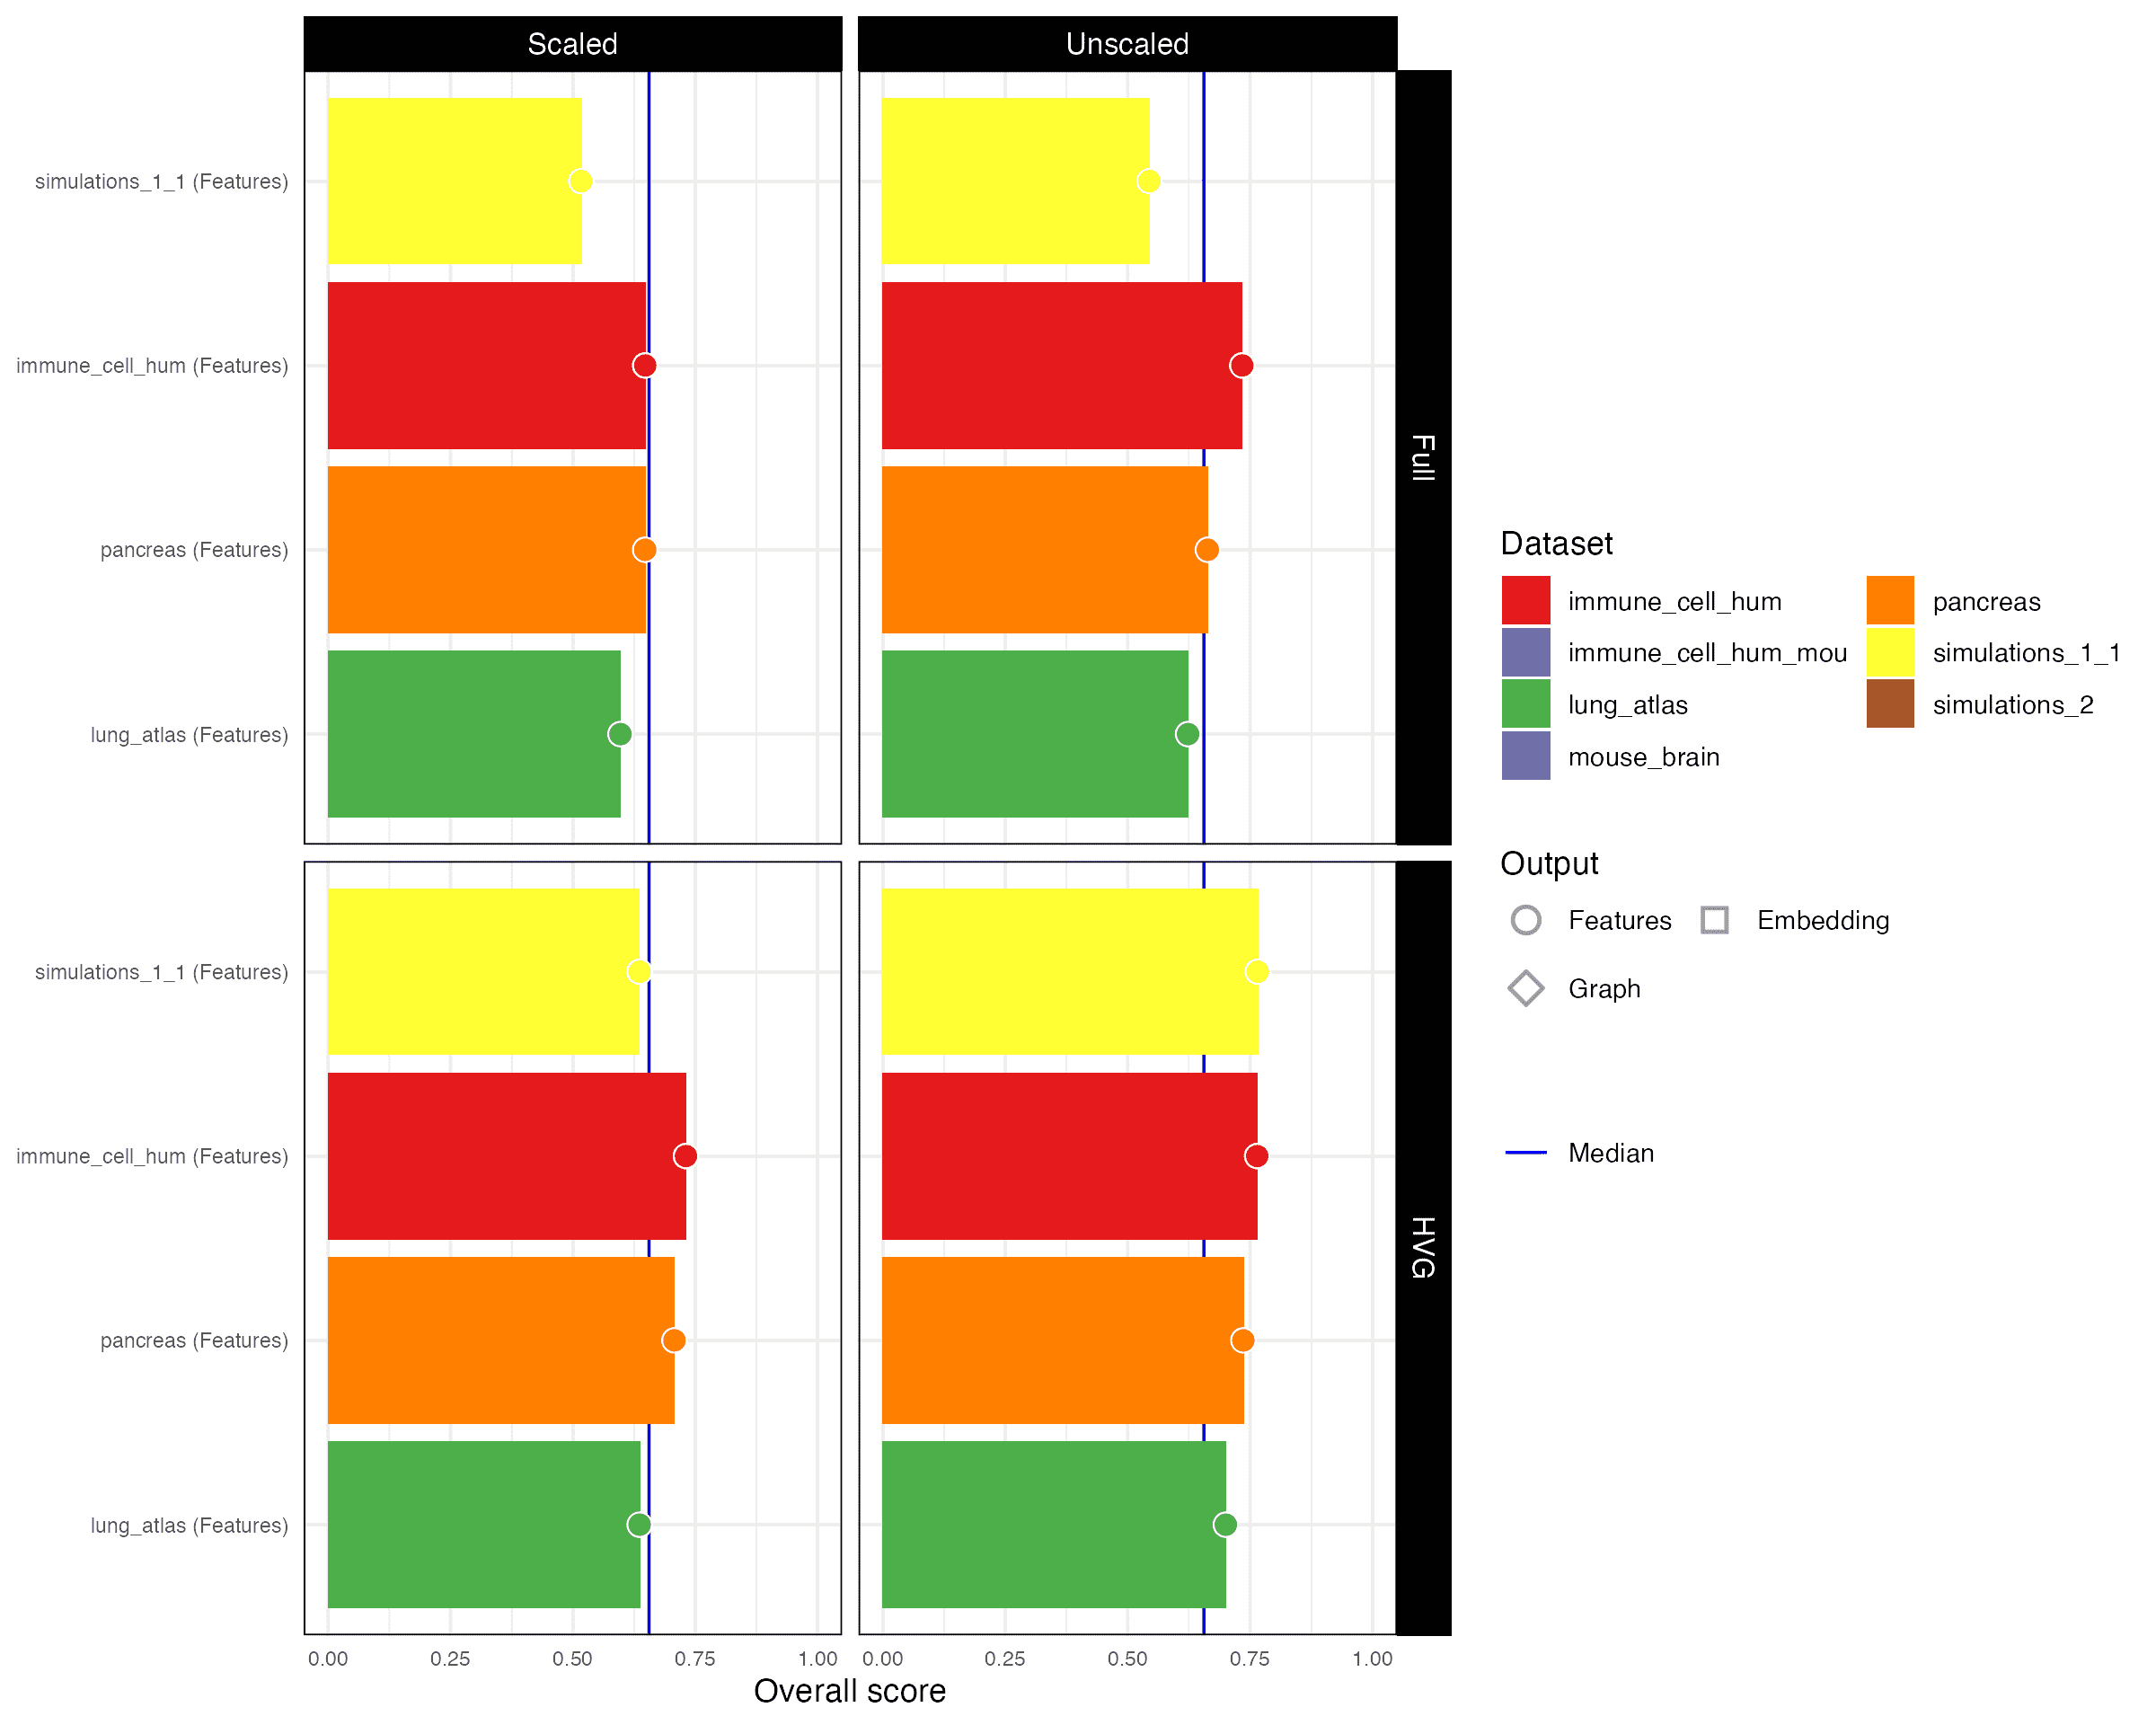 Scaled
Unscaled
simulations_1_1 (Features)
immune_cell_hum (Features)
pancreas (Features)
lung_atlas (Features)
Full
simulations_1_1 (Features)
immune_cell_hum (Features)
pancreas (Features)
lung_atlas (Features)
HVG
0.00 0.25 0.50 0.75 1.00
0.00 0.25 0.50 0.75 1.00
Overall score
Dataset
immune_cell_hum
immune_cell_hum_mou
lung_atlas
mouse_brain
pancreas
simulations_1_1
simulations_2
Output
Features
Embedding
Graph
Median